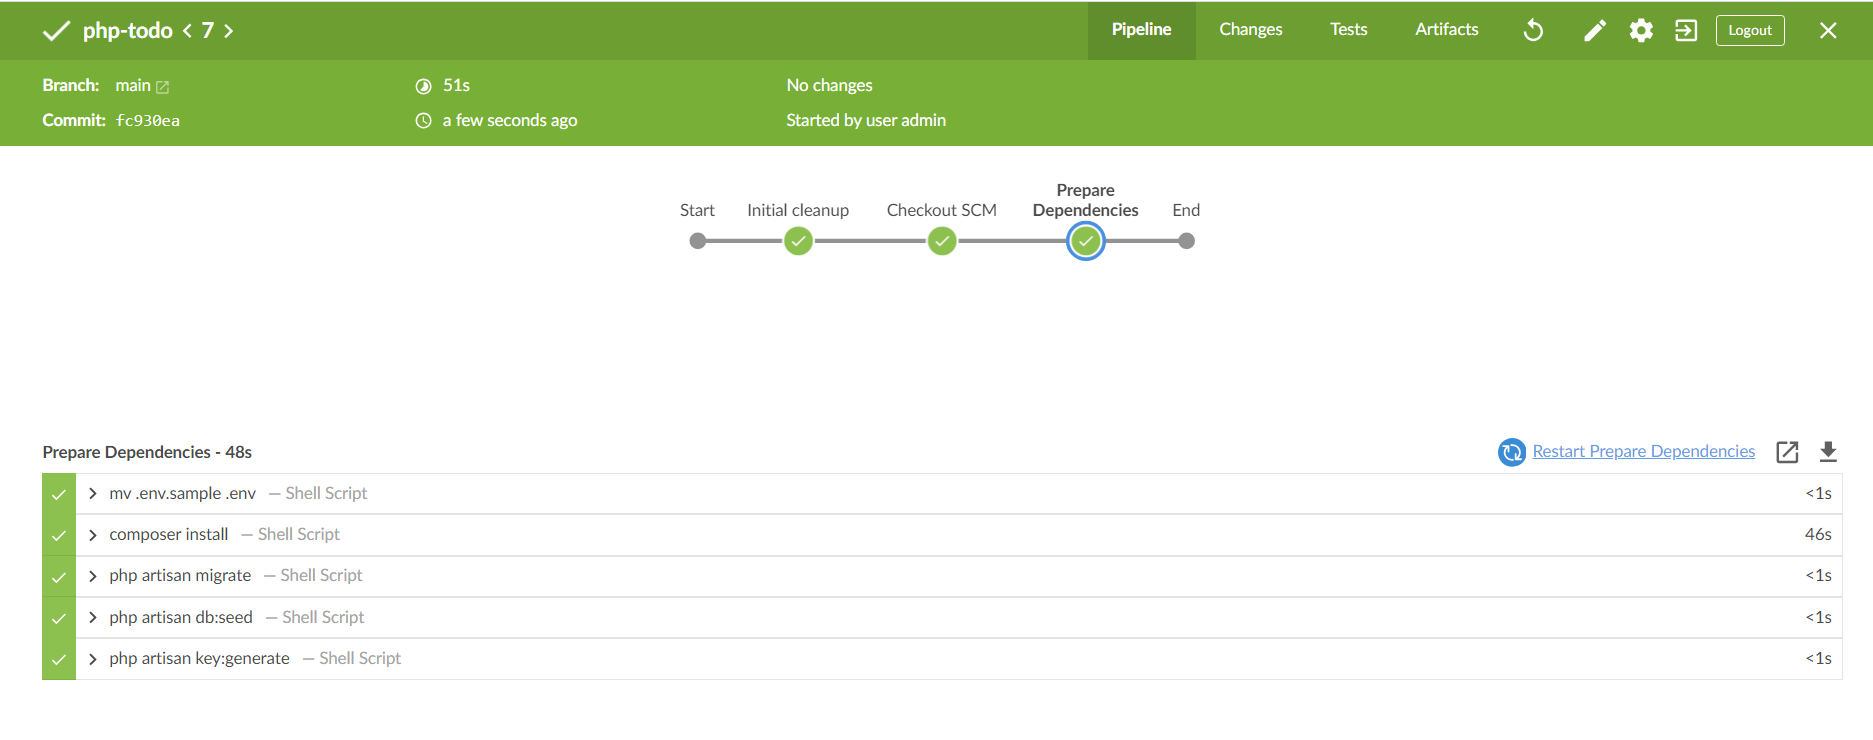 php-todo < 7 >
Pipeline
Changes
Tests
Artifacts
Logout
Branch: main
51s
No changes
Commit: fc930ea
a few seconds ago
Started by user admin
Start
Initial cleanup
Checkout SCM
Prepare
Dependencies
End
Prepare Dependencies - 48s
Restart Prepare Dependencies
mv .env.sample .env — Shell Script <1s
composer install — Shell Script 46s
php artisan migrate — Shell Script <1s
php artisan db:seed — Shell Script <1s
php artisan key:generate — Shell Script <1s